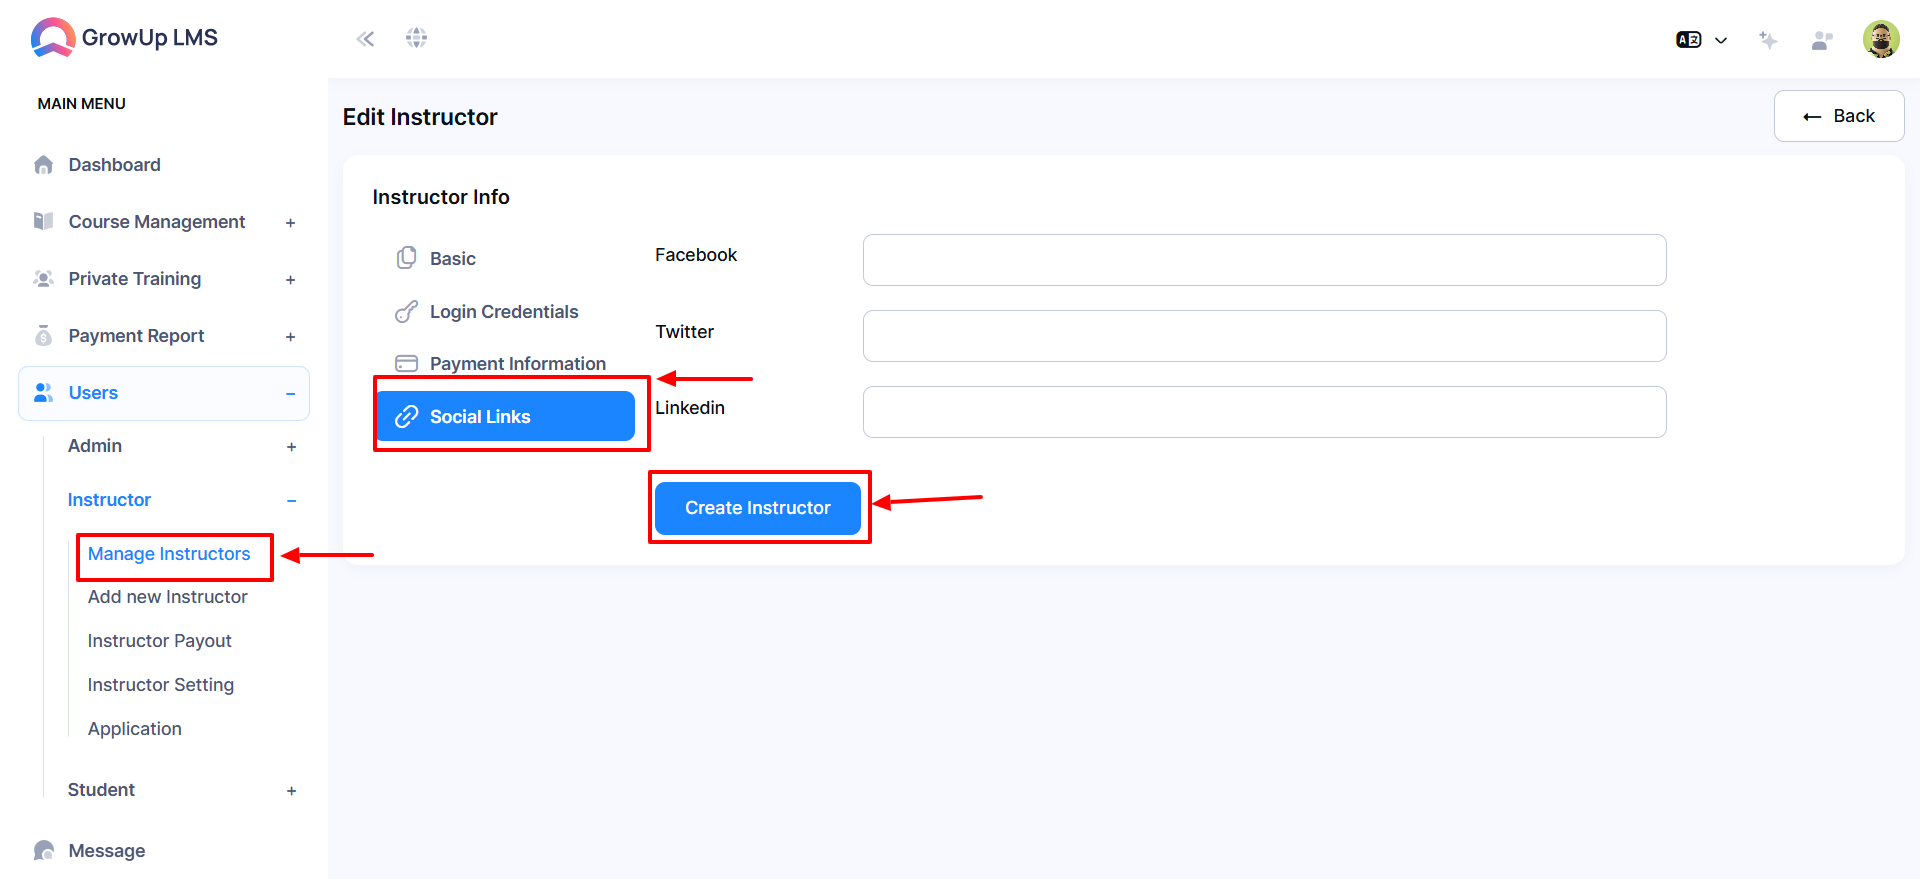 GrowUp LMS
MAIN MENU
Dashboard
Course Management +
Private Training +
Payment Report +
Users −
Admin +
Instructor −
Manage Instructors
Add new Instructor
Instructor Payout
Instructor Setting
Application
Student +
Message
Edit Instructor
← Back
Instructor Info
Basic
Login Credentials
Payment Information
Social Links
Facebook
Twitter
Linkedin
Create Instructor